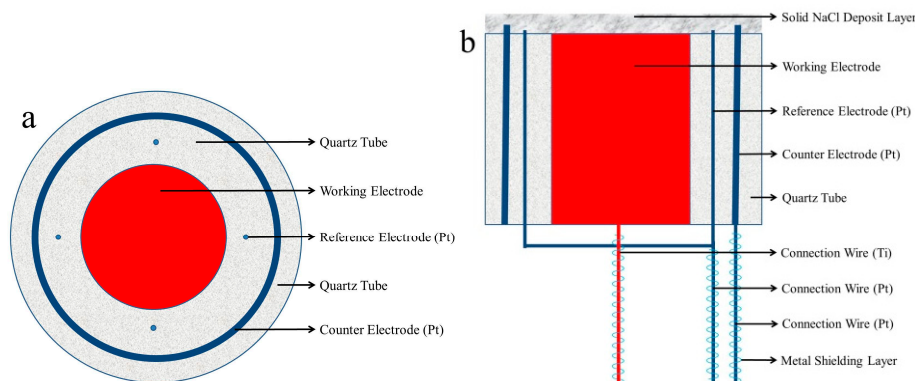 a
Quartz Tube
Working Electrode
Reference Electrode (Pt)
Quartz Tube
Counter Electrode (Pt)
b
Solid NaCl Deposit Layer
Working Electrode
Reference Electrode (Pt)
Counter Electrode (Pt)
Quartz Tube
Connection Wire (Ti)
Connection Wire (Pt)
Connection Wire (Pt)
Metal Shielding Layer